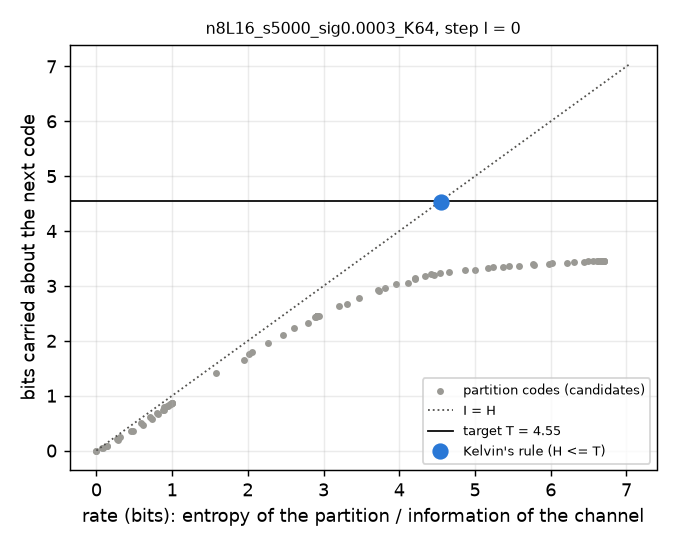 n8L16_s5000_sig0.0003_K64, step l = 0
7
6
5
4
3
2
1
0
bits carried about the next code
partition codes (candidates)
I = H
target T = 4.55
Kelvin's rule (H <= T)
0 1 2 3 4 5 6 7
rate (bits): entropy of the partition / information of the channel